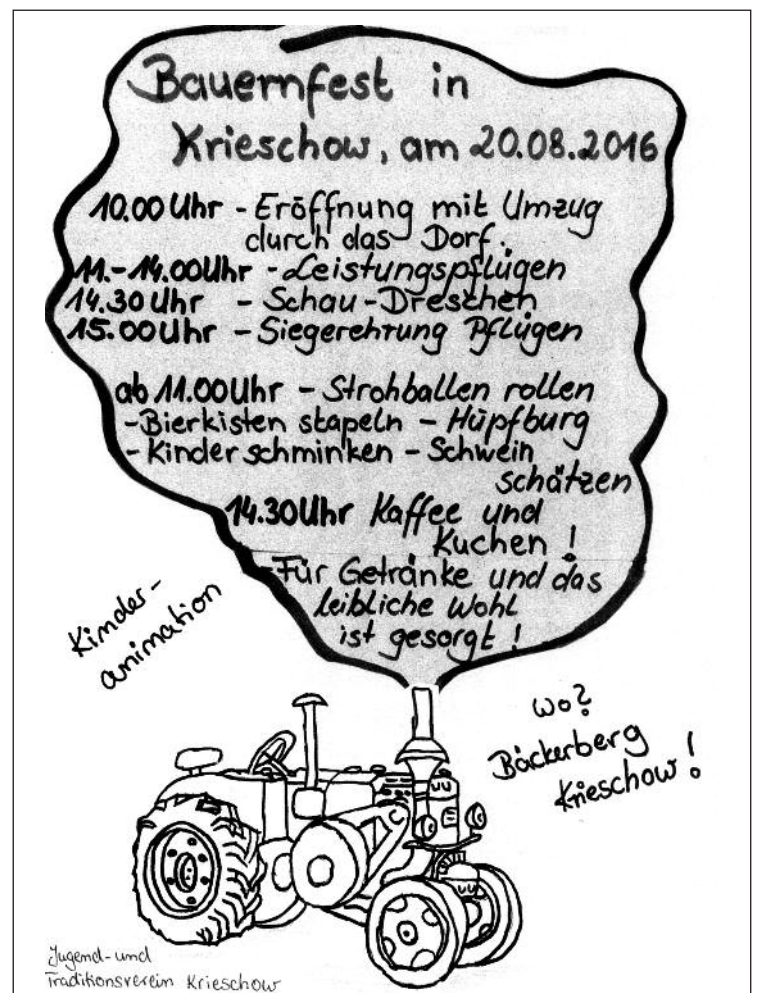 Bauernfest in
Krieschow, am 20.08.2016
10.00 Uhr - Eröffnung mit Umzug
durch das Dorf.
11.-14.00 Uhr - Leistungspflügen
14.30 Uhr - Schau-Dreschen
15.00 Uhr - Siegerehrung Pflügen
ab 11.00 Uhr - Strohballen rollen
- Bierkisten stapeln - Hüpfburg
- Kinder schminken - Schwein
schätzen
14.30 Uhr Kaffee und
Kuchen !
- Für Getränke und das
leibliche Wohl
ist gesorgt !
Kinder-
animation
Wo?
Bäckerberg
Krieschow !
Jugend- und
Traditionsverein Krieschow